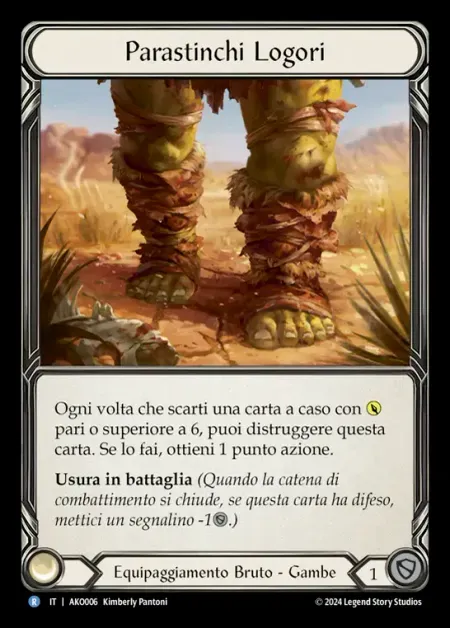 Parastinchi Logori
Ogni volta che scarti una carta a caso con
pari o superiore a 6, puoi distruggere questa
carta. Se lo fai, ottieni 1 punto azione.
Usura in battaglia (Quando la catena di
combattimento si chiude, se questa carta ha difeso,
mettici un segnalino -1.)
Equipaggiamento Bruto - Gambe
1
R IT | AKO006 Kimberly Pantoni
© 2024 Legend Story Studios